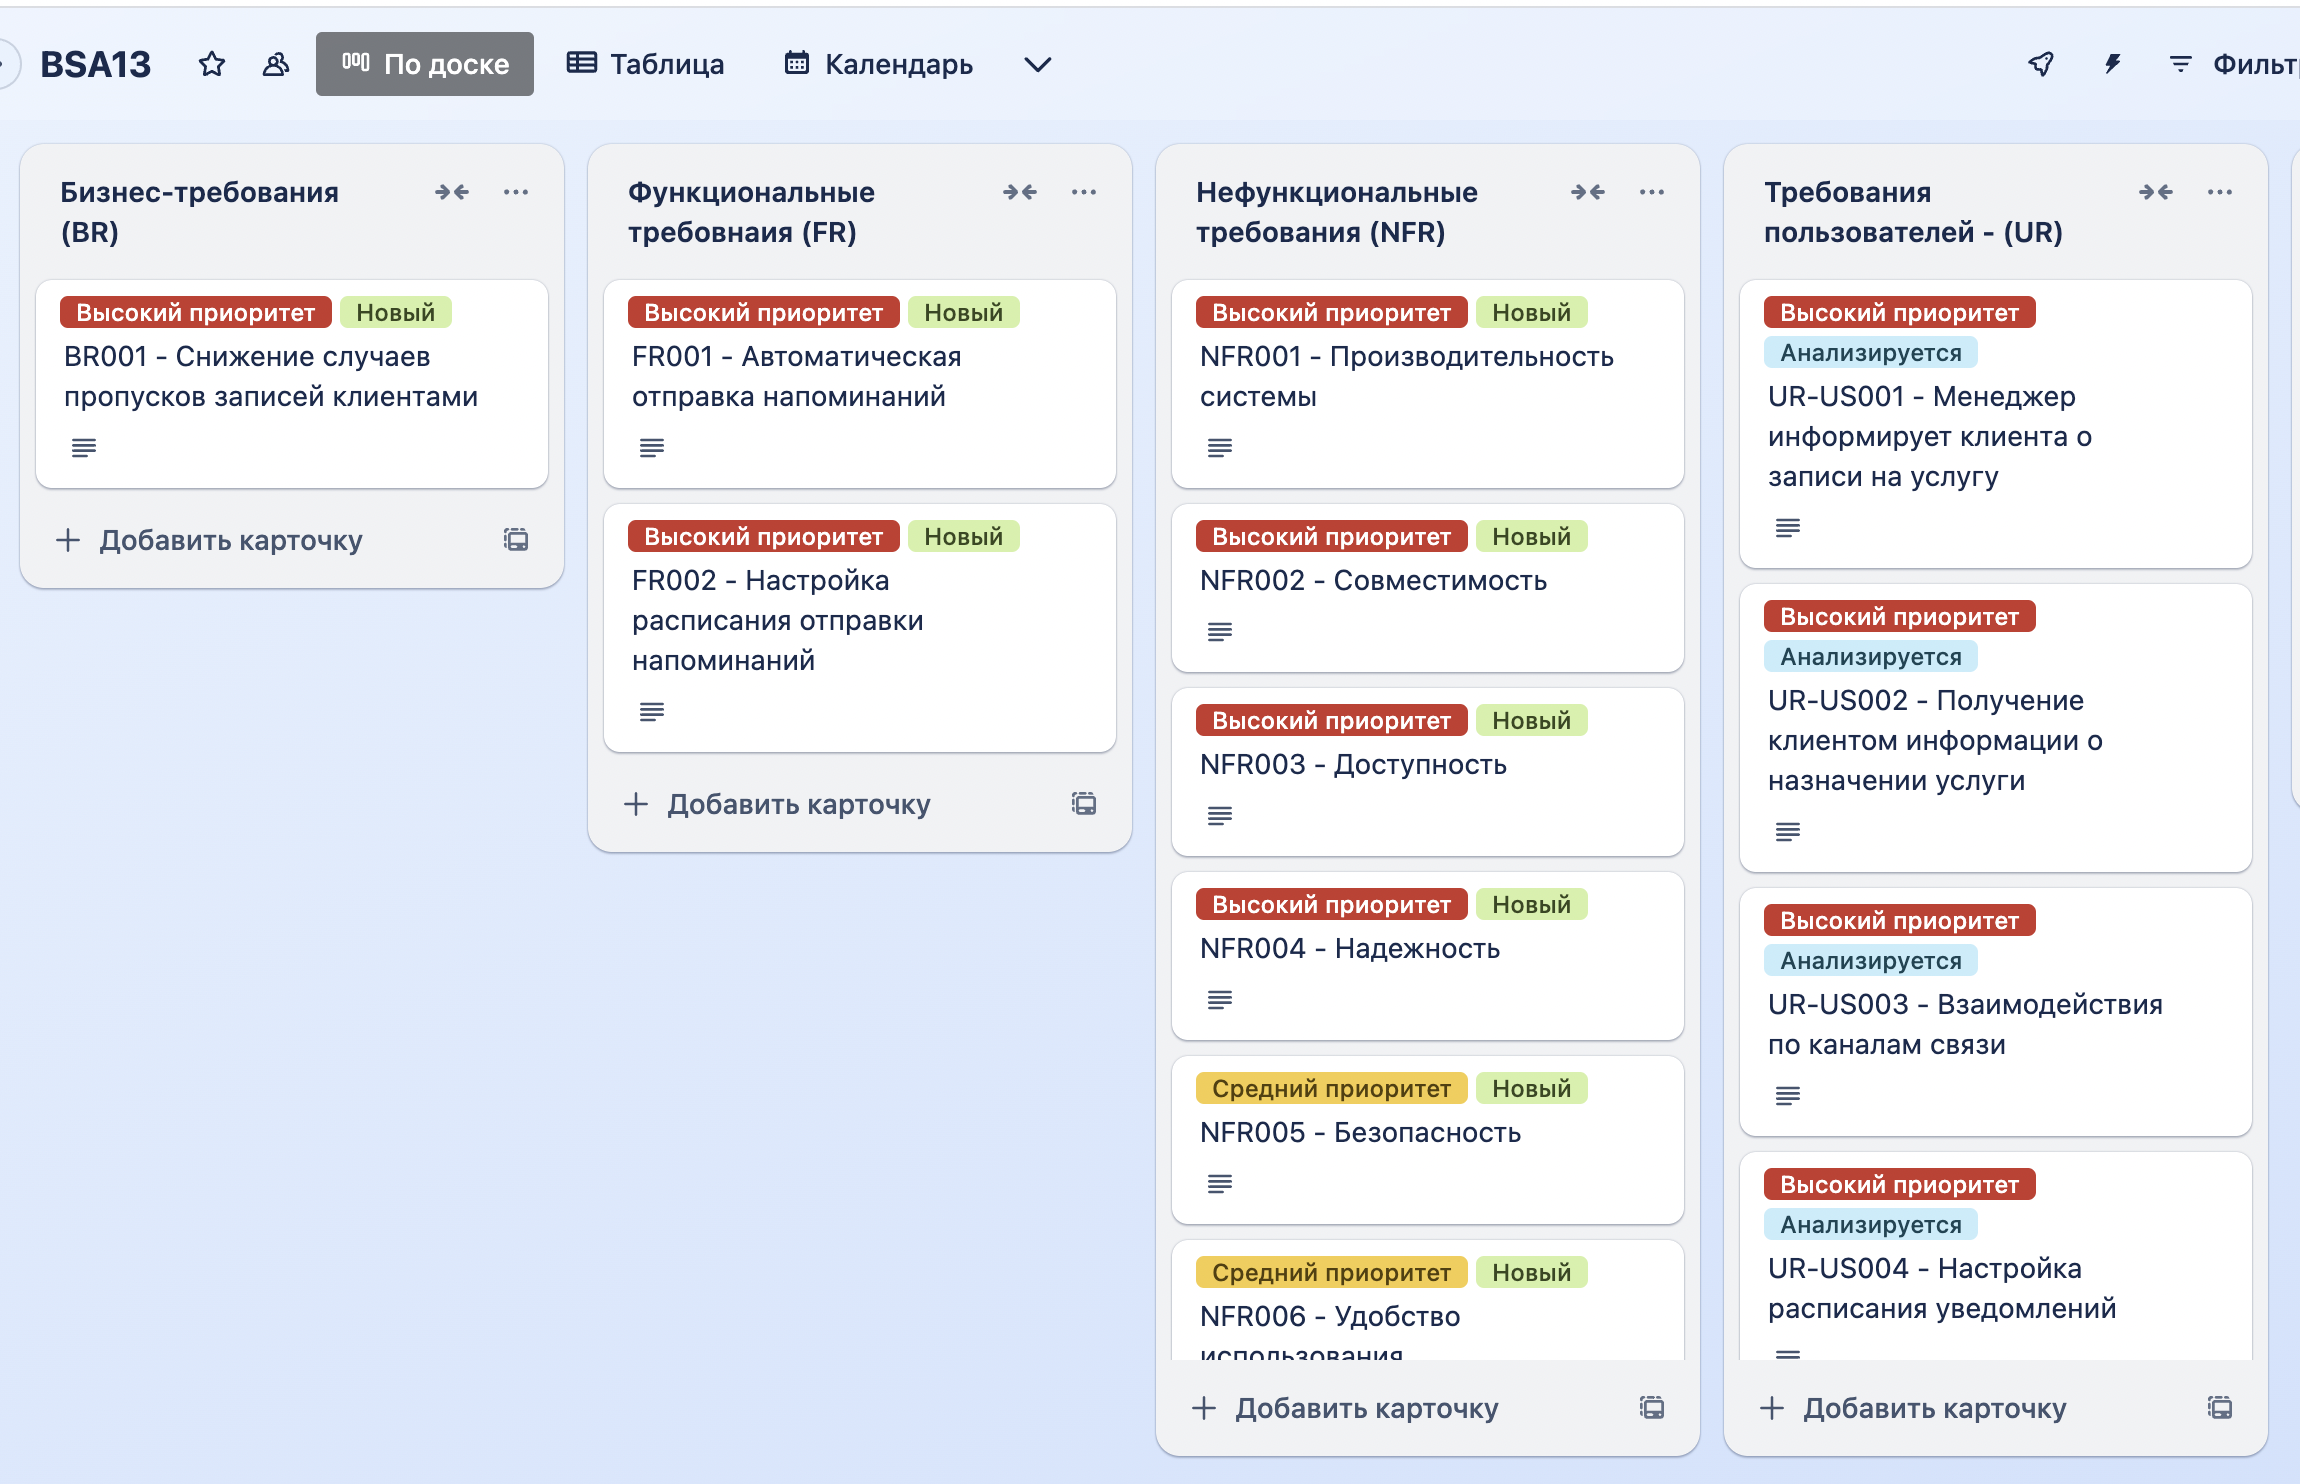 BSA13
По доске
Таблица
Календарь
Бизнес-требования
(BR)
Высокий приоритет Новый
BR001 - Снижение случаев
пропусков записей клиентами
Добавить карточку
Функциональные
требовнаия (FR)
Высокий приоритет Новый
FR001 - Автоматическая
отправка напоминаний
Высокий приоритет Новый
FR002 - Настройка
расписания отправки
напоминаний
Добавить карточку
Нефункциональные
требования (NFR)
Высокий приоритет Новый
NFR001 - Производительность
системы
Высокий приоритет Новый
NFR002 - Совместимость
Высокий приоритет Новый
NFR003 - Доступность
Высокий приоритет Новый
NFR004 - Надежность
Средний приоритет Новый
NFR005 - Безопасность
Средний приоритет Новый
NFR006 - Удобство
использования
Добавить карточку
Требования
пользователей - (UR)
Высокий приоритет
Анализируется
UR-US001 - Менеджер
информирует клиента о
записи на услугу
Высокий приоритет
Анализируется
UR-US002 - Получение
клиентом информации о
назначении услуги
Высокий приоритет
Анализируется
UR-US003 - Взаимодействия
по каналам связи
Высокий приоритет
Анализируется
UR-US004 - Настройка
расписания уведомлений
Добавить карточку